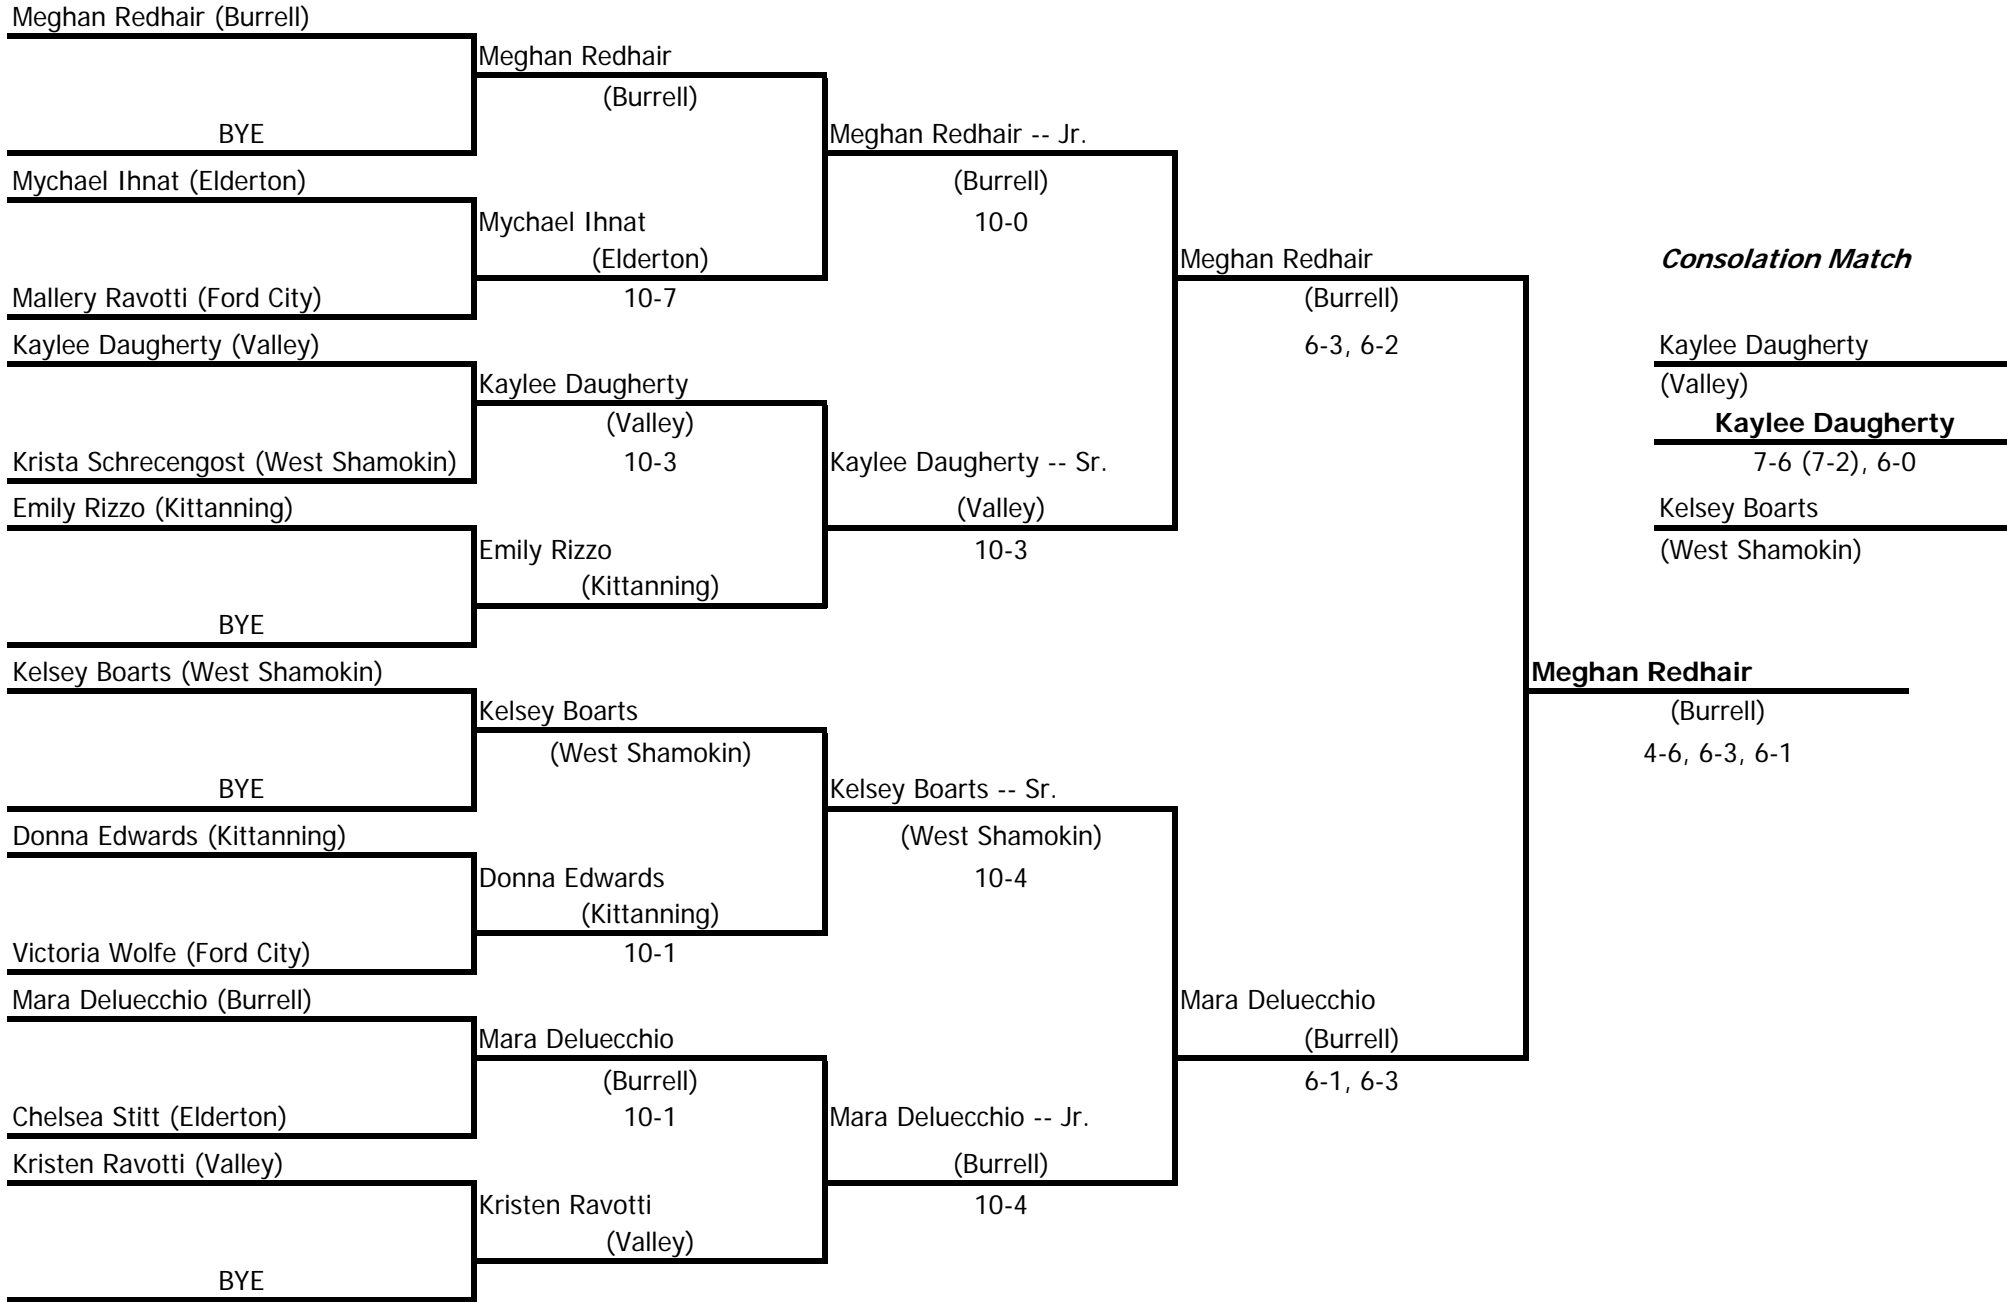 Meghan Redhair (Burrell)
Meghan Redhair
(Burrell)
BYE
Meghan Redhair -- Jr.
Mychael Ihnat (Elderton)
(Burrell)
Mychael Ihnat
10-0
(Elderton)
Meghan Redhair
Consolation Match
Mallery Ravotti (Ford City)
10-7
(Burrell)
Kaylee Daugherty (Valley)
6-3, 6-2
Kaylee Daugherty
Kaylee Daugherty
(Valley)
(Valley)
Kaylee Daugherty
Krista Schrecengost (West Shamokin)
10-3
Kaylee Daugherty -- Sr.
7-6 (7-2), 6-0
Emily Rizzo (Kittanning)
(Valley)
Kelsey Boarts
Emily Rizzo
10-3
(West Shamokin)
(Kittanning)
BYE
Kelsey Boarts (West Shamokin)
Meghan Redhair
Kelsey Boarts
(Burrell)
(West Shamokin)
4-6, 6-3, 6-1
BYE
Kelsey Boarts -- Sr.
Donna Edwards (Kittanning)
(West Shamokin)
Donna Edwards
10-4
(Kittanning)
Victoria Wolfe (Ford City)
10-1
Mara Deluecchio (Burrell)
Mara Deluecchio
Mara Deluecchio
(Burrell)
(Burrell)
6-1, 6-3
Chelsea Stitt (Elderton)
10-1
Mara Deluecchio -- Jr.
Kristen Ravotti (Valley)
(Burrell)
Kristen Ravotti
10-4
(Valley)
BYE